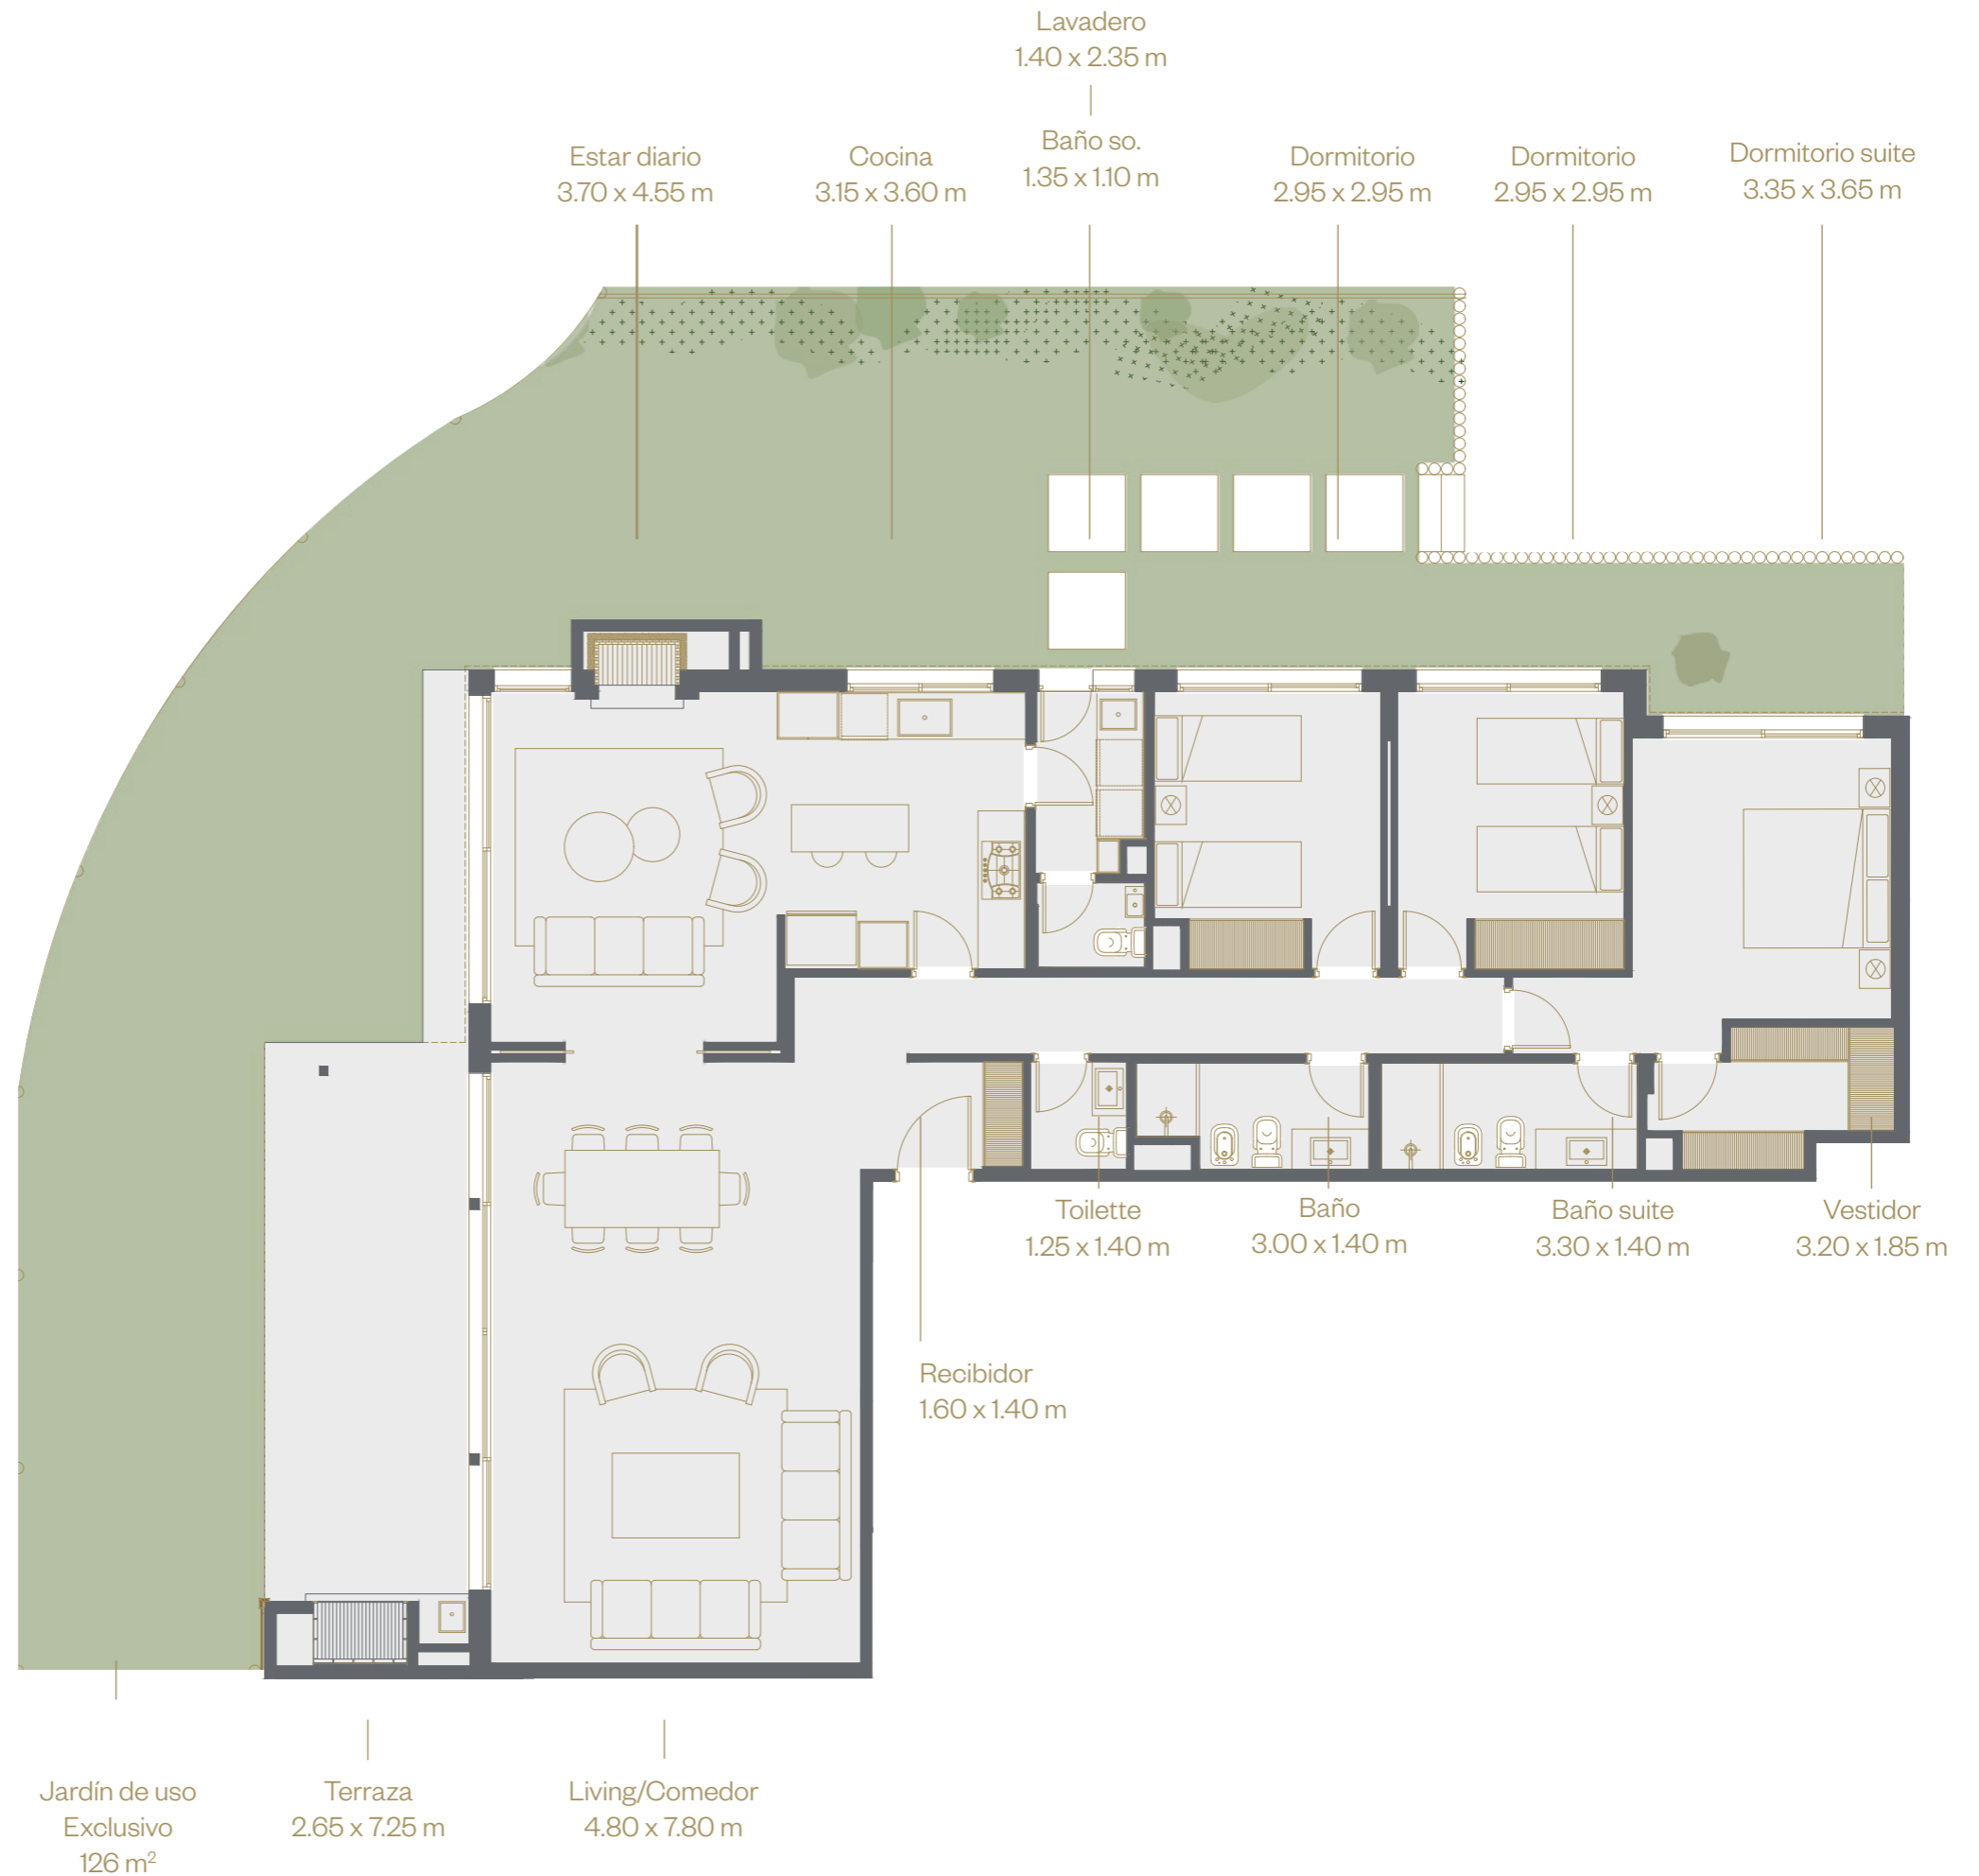 Lavadero
1.40 x 2.35 m
Estar diario
3.70 x 4.55 m
Cocina
3.15 x 3.60 m
Baño so.
1.35 x 1.10 m
Dormitorio
2.95 x 2.95 m
Dormitorio
2.95 x 2.95 m
Dormitorio suite
3.35 x 3.65 m
Toilette
1.25 x 1.40 m
Baño
3.00 x 1.40 m
Baño suite
3.30 x 1.40 m
Vestidor
3.20 x 1.85 m
Recibidor
1.60 x 1.40 m
Jardín de uso
Exclusivo
126 m²
Terraza
2.65 x 7.25 m
Living/Comedor
4.80 x 7.80 m